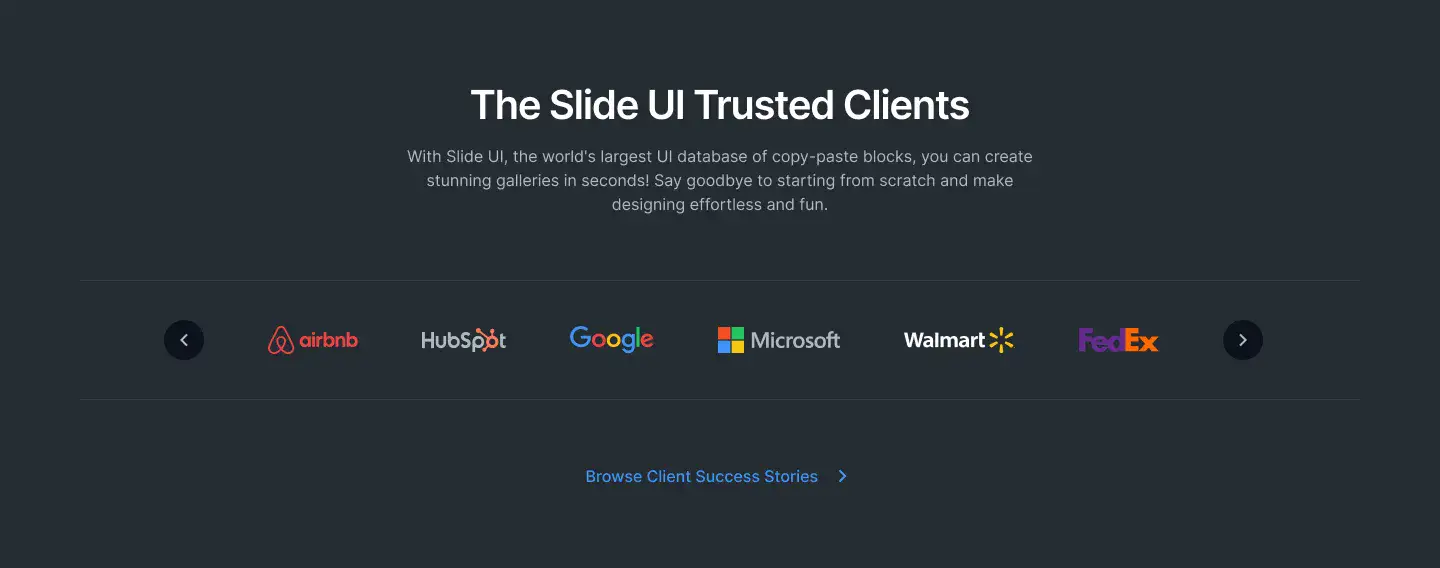 The Slide UI Trusted Clients
With Slide UI, the world's largest UI database of copy-paste blocks, you can create
stunning galleries in seconds! Say goodbye to starting from scratch and make
designing effortless and fun.
airbnb HubSpot Google Microsoft Walmart FedEx
Browse Client Success Stories